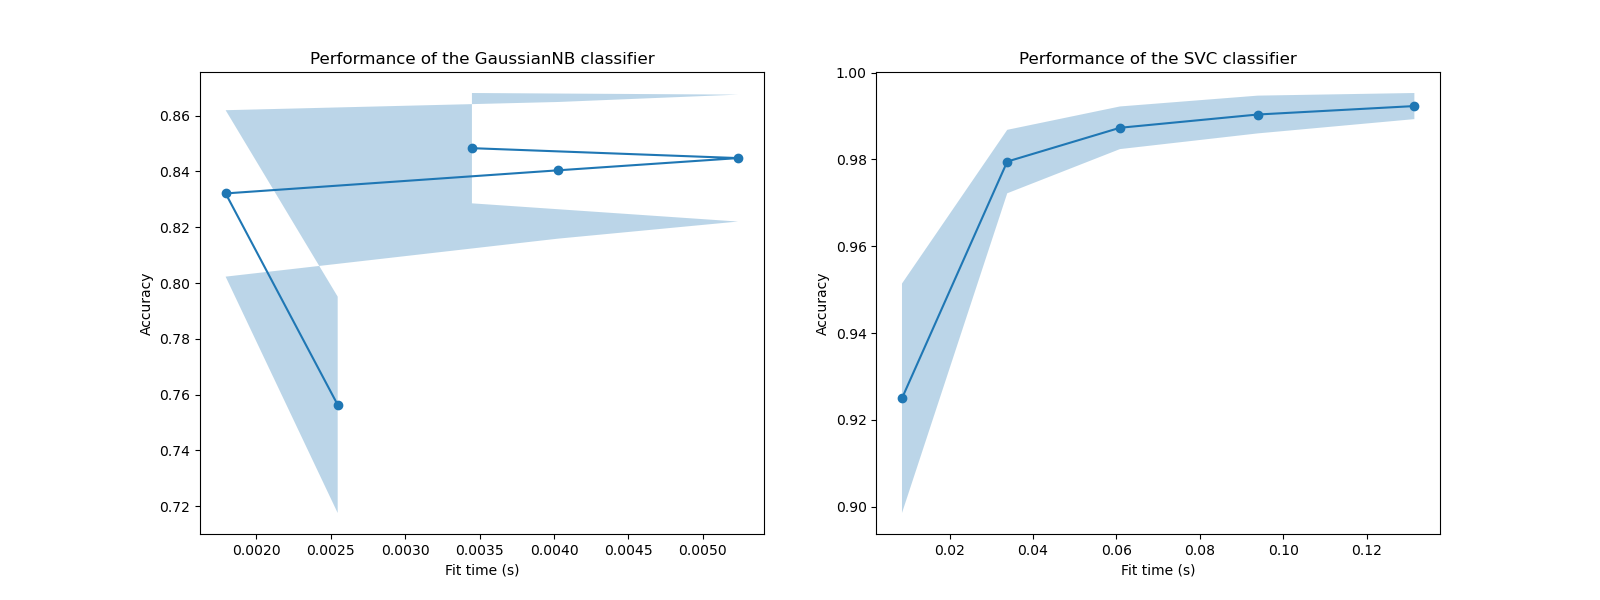 Performance of the GaussianNB classifier
0.86
0.84
0.82
0.80
0.78
0.76
0.74
0.72
Accuracy
0.0020 0.0025 0.0030 0.0035 0.0040 0.0045 0.0050
Fit time (s)
Performance of the SVC classifier
1.00
0.98
0.96
0.94
0.92
0.90
Accuracy
0.02 0.04 0.06 0.08 0.10 0.12
Fit time (s)